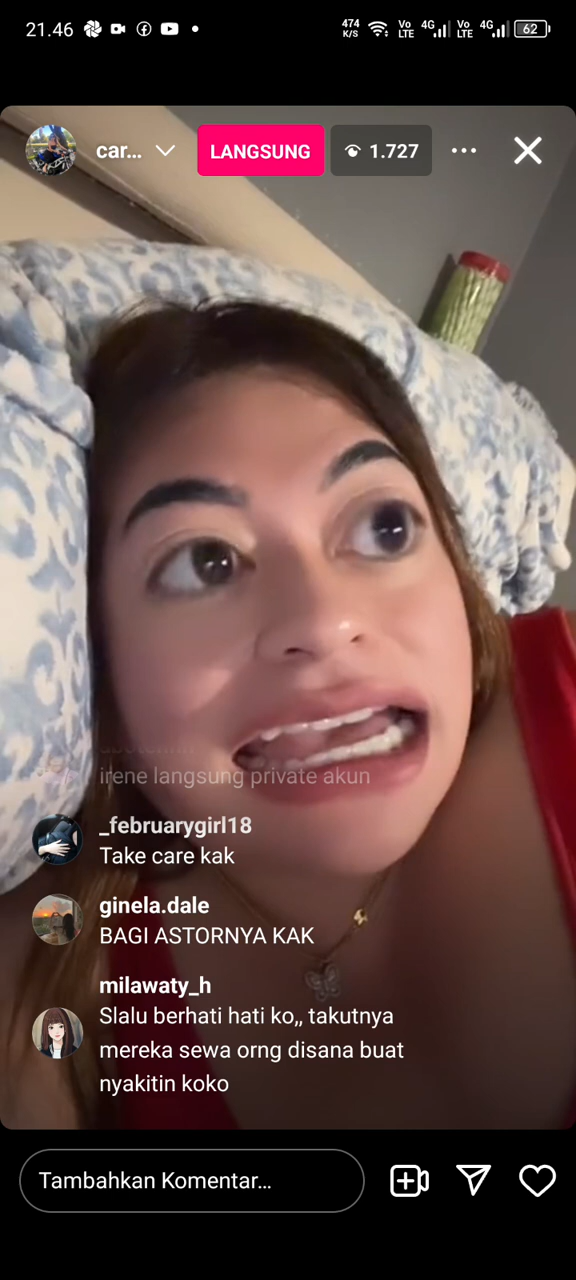 21.46
474 K/S
Vo LTE
4G
Vo LTE
4G
62
car...
LANGSUNG
1.727
irene langsung private akun
_februarygirl18
Take care kak
ginela.dale
BAGI ASTORNYA KAK
milawaty_h
Slalu berhati hati ko,, takutnya
mereka sewa orng disana buat
nyakitin koko
Tambahkan Komentar...